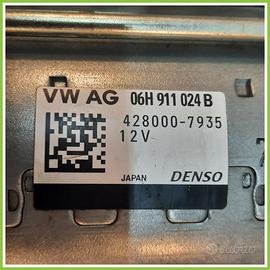 VW AG 06H 911 024 B
428000-7935
12V
JAPAN DENSO